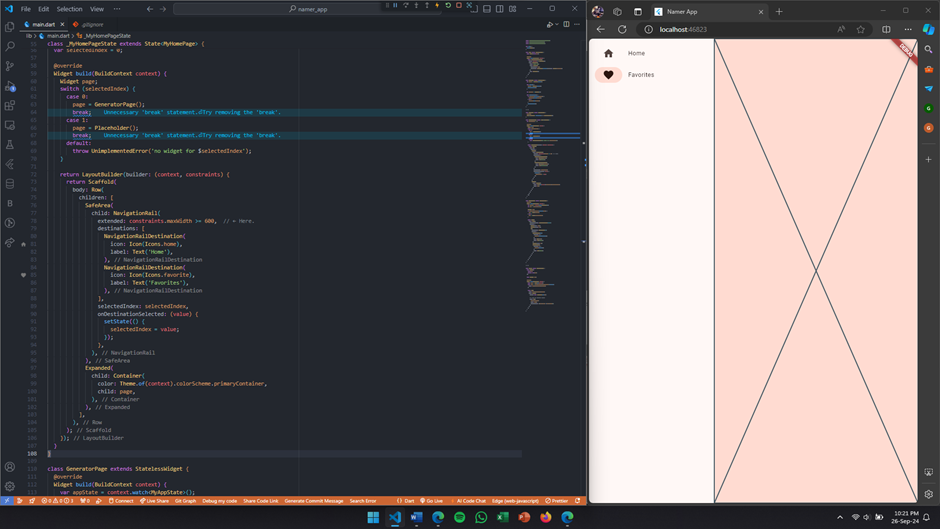 File Edit Selection View
namer_app
main.dart
.gitignore
lib > main.dart > _MyHomePageState
class _MyHomePageState extends State<MyHomePage> {
var selectedIndex = 0;
@override
Widget build(BuildContext context) {
Widget page;
switch (selectedIndex) {
case 0:
page = GeneratorPage();
break; Unnecessary 'break' statement.⏎Try removing the 'break'.
case 1:
page = Placeholder();
break; Unnecessary 'break' statement.⏎Try removing the 'break'.
default:
throw UnimplementedError('no widget for $selectedIndex');
}
return LayoutBuilder(builder: (context, constraints) {
return Scaffold(
body: Row(
children: [
SafeArea(
child: NavigationRail(
extended: constraints.maxWidth >= 600, // ← Here.
destinations: [
NavigationRailDestination(
icon: Icon(Icons.home),
label: Text('Home'),
), // NavigationRailDestination
NavigationRailDestination(
icon: Icon(Icons.favorite),
label: Text('Favorites'),
), // NavigationRailDestination
],
selectedIndex: selectedIndex,
onDestinationSelected: (value) {
setState(() {
selectedIndex = value;
});
},
), // NavigationRail
), // SafeArea
Expanded(
child: Container(
color: Theme.of(context).colorScheme.primaryContainer,
child: page,
), // Container
), // Expanded
],
), // Row
); // Scaffold
}); // LayoutBuilder
}
}
108
class GeneratorPage extends StatelessWidget {
@override
Widget build(BuildContext context) {
var appState = context.watch<MyAppState>();
Connect Live Share Git Graph Debug my code Share Code Link Generate Commit Message Search Error Dart Go Live AI Code Chat Edge (web-javascript) Prettier
Namer App
localhost:46823
Home
Favorites
DEBUG
10:21 PM
26-Sep-24